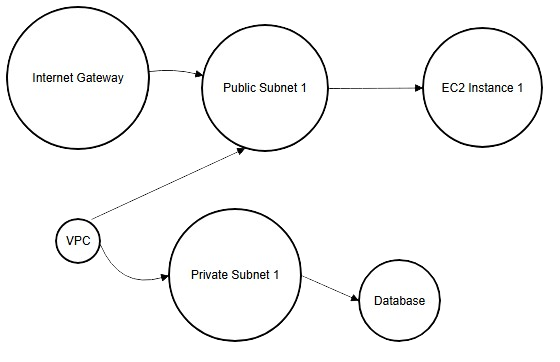 Internet Gateway
Public Subnet 1
EC2 Instance 1
VPC
Private Subnet 1
Database